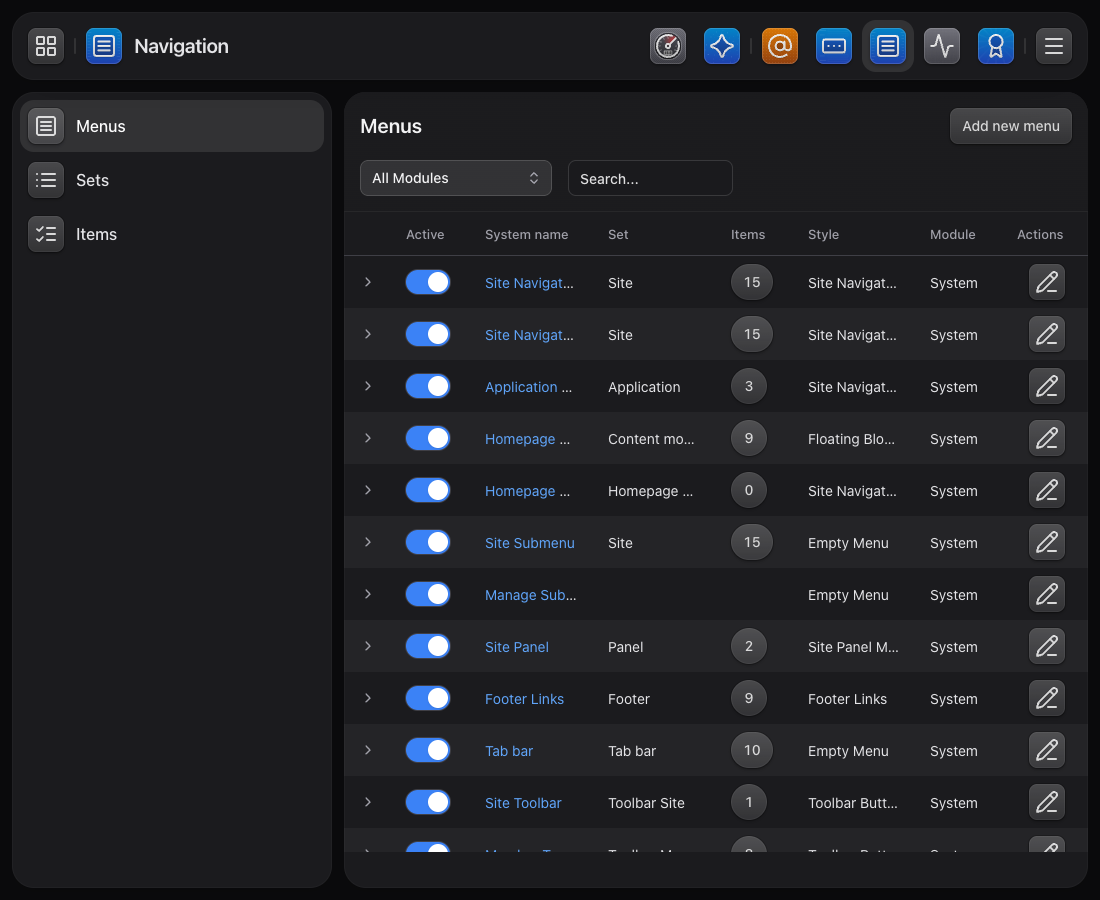 Navigation
Menus
Sets
Items
Menus
Add new menu
All Modules
Search...
Active System name Set Items Style Module Actions
Site Navigat... Site 15 Site Navigat... System
Site Navigat... Site 15 Site Navigat... System
Application ... Application 3 Site Navigat... System
Homepage ... Content mo... 9 Floating Blo... System
Homepage ... Homepage ... 0 Site Navigat... System
Site Submenu Site 15 Empty Menu System
Manage Sub... Empty Menu System
Site Panel Panel 2 Site Panel M... System
Footer Links Footer 9 Footer Links System
Tab bar Tab bar 10 Empty Menu System
Site Toolbar Toolbar Site 1 Toolbar Butt... System